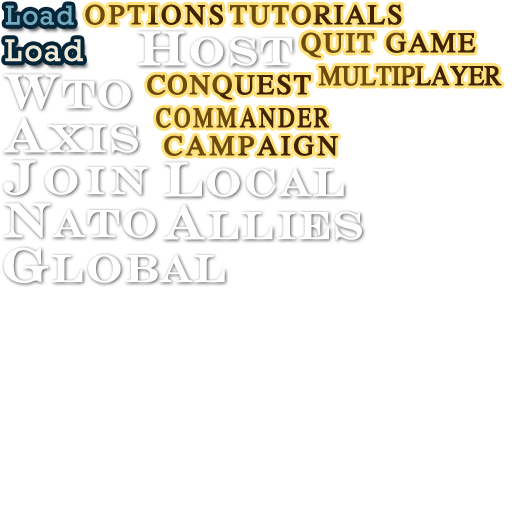 Load OPTIONS TUTORIALS
Load HOST QUIT GAME
WTO CONQUEST MULTIPLAYER
AXIS COMMANDER
CAMPAIGN
JOIN LOCAL
NATO ALLIES
GLOBAL